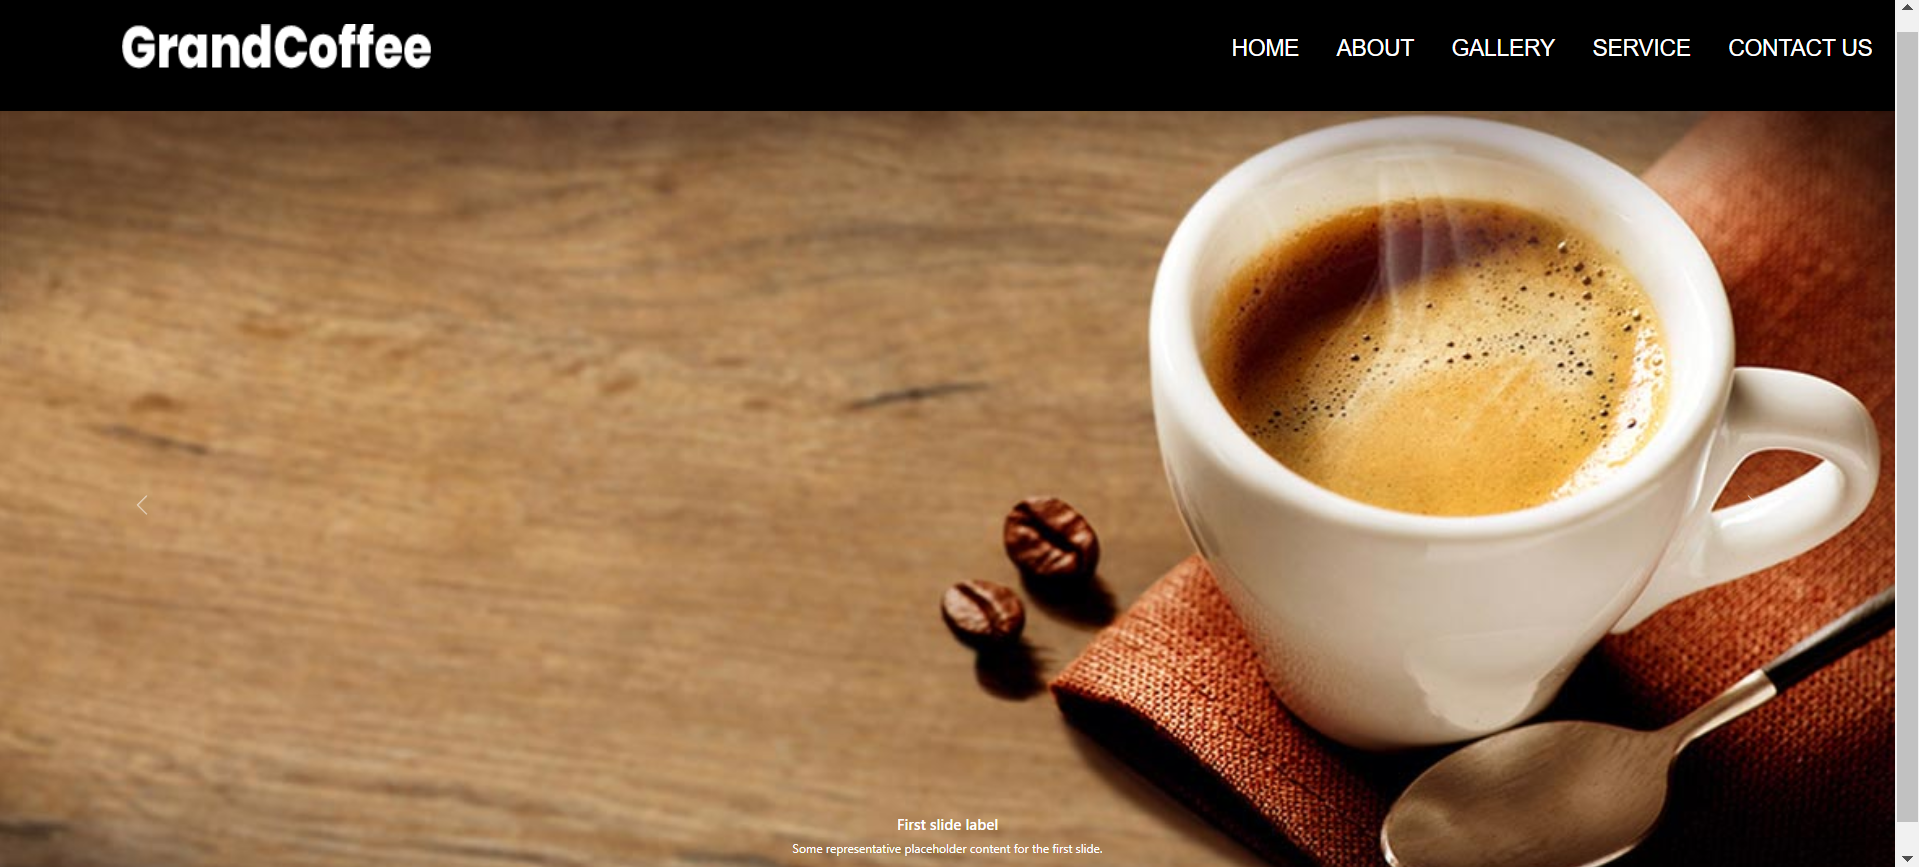 GrandCoffee
HOME ABOUT GALLERY SERVICE CONTACT US
First slide label
Some representative placeholder content for the first slide.